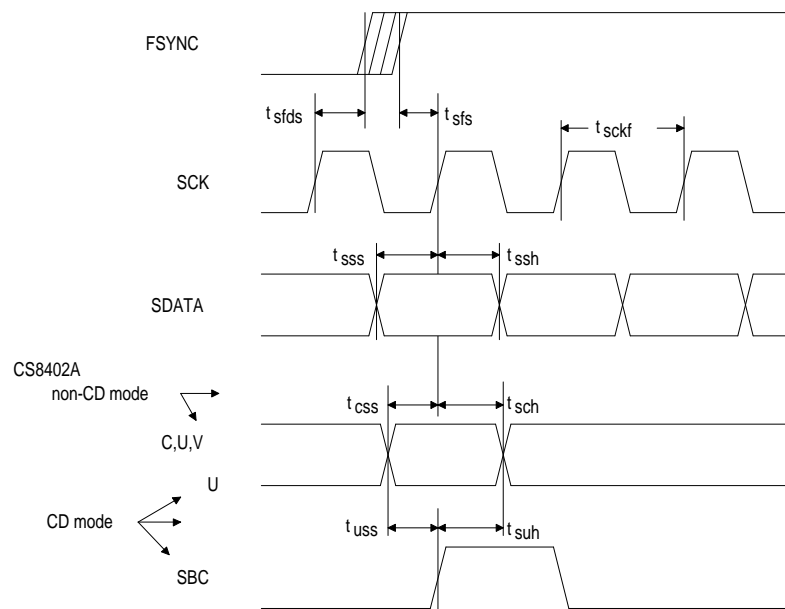 FSYNC
t sfds
t sfs
t sckf
SCK
t sss
t ssh
SDATA
CS8402A
non-CD mode
t css
t sch
C,U,V
U
CD mode
t uss
t suh
SBC